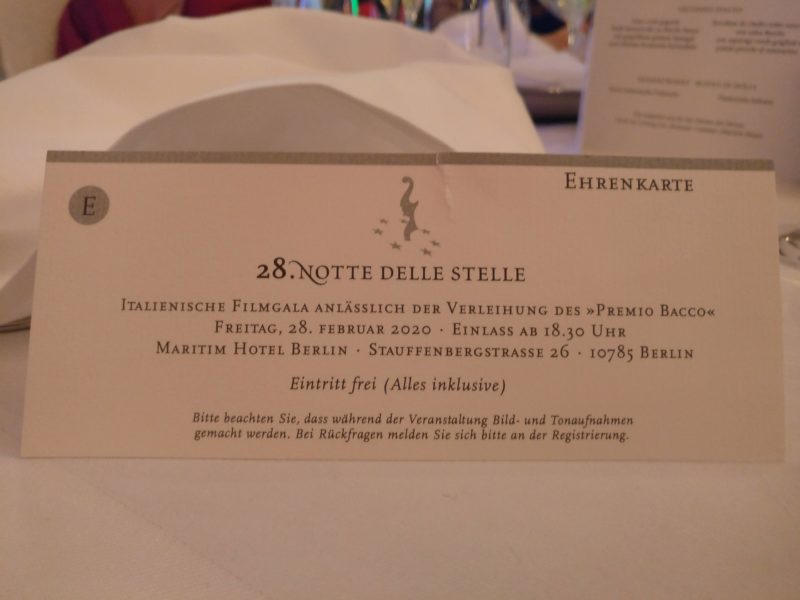 Ehrenkarte
E
28. Notte delle Stelle
Italienische Filmgala anlässlich der Verleihung des »Premio Bacco«
Freitag, 28. Februar 2020 · Einlass ab 18.30 Uhr
Maritim Hotel Berlin · Stauffenbergstrasse 26 · 10785 Berlin
Eintritt frei (Alles inklusive)
Bitte beachten Sie, dass während der Veranstaltung Bild- und Tonaufnahmen
gemacht werden. Bei Rückfragen melden Sie sich bitte an der Registrierung.